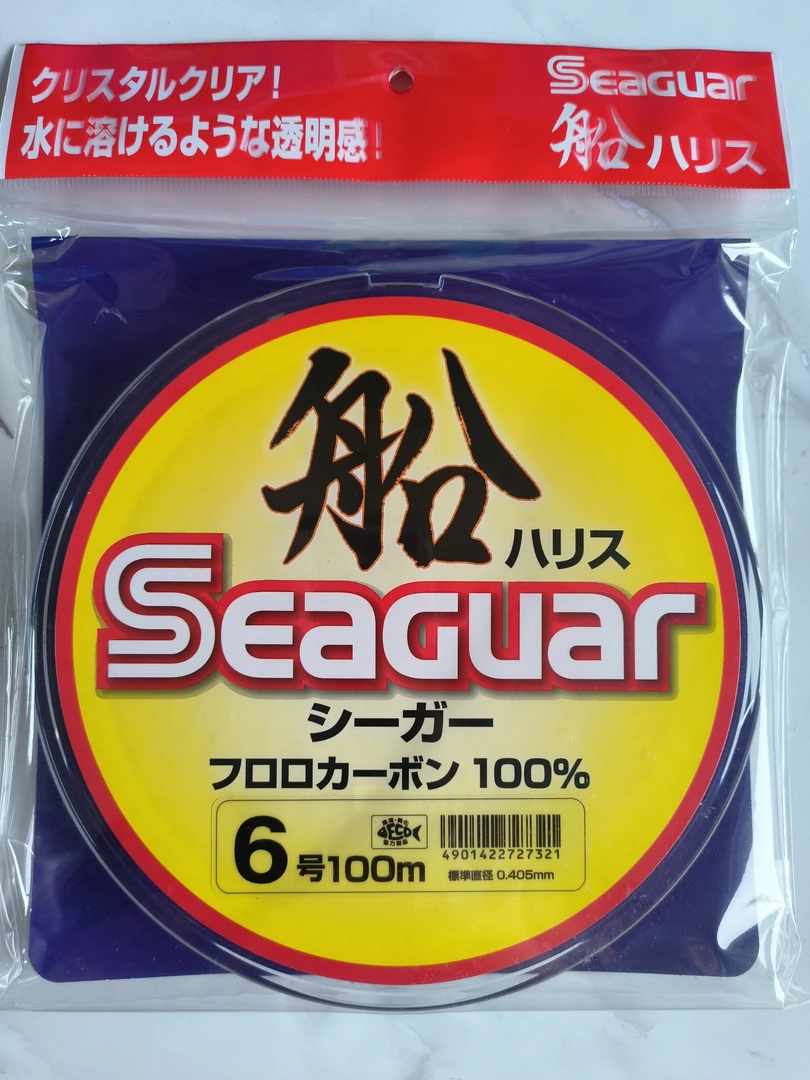 クリスタルクリア!
水に溶けるような透明感!
SEAGUAR
船ハリス
船ハリス
SEAGUAR
シーガー
フロロカーボン 100%
6号100m
ECO
4901422727321
標準直径 0.405mm